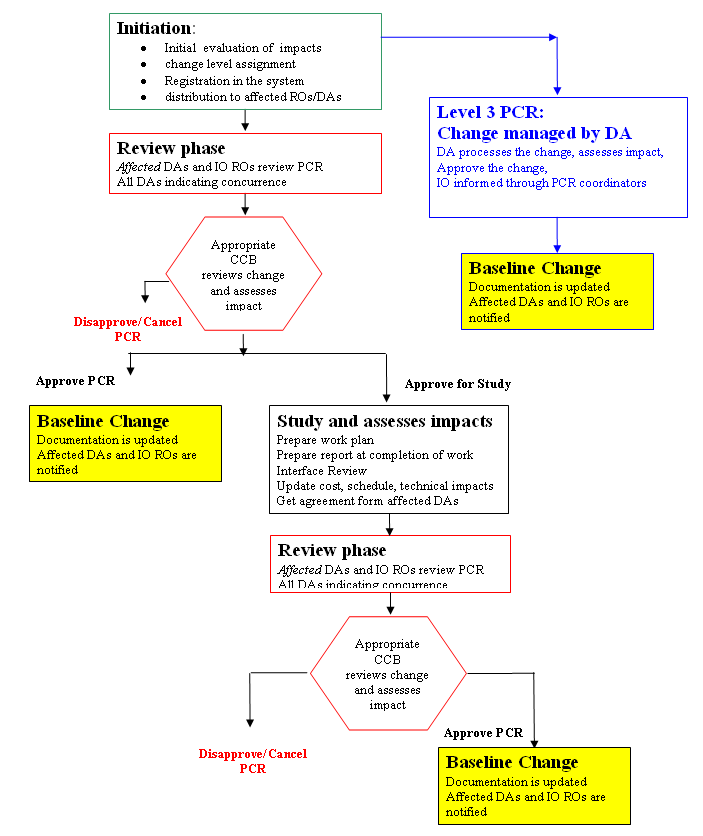 Initiation:
● Initial evaluation of impacts
● change level assignment
● Registration in the system
● distribution to affected ROs/DAs
Level 3 PCR:
Change managed by DA
DA processes the change, assesses impact,
Approve the change,
IO informed through PCR coordinators
Review phase
Affected DAs and IO ROs review PCR
All DAs indicating concurrence
Appropriate
CCB
reviews change
and assesses
impact
Baseline Change
Documentation is updated
Affected DAs and IO ROs are
notified
Disapprove/Cancel
PCR
Approve PCR
Approve for Study
Baseline Change
Documentation is updated
Affected DAs and IO ROs are
notified
Study and assesses impacts
Prepare work plan
Prepare report at completion of work
Interface Review
Update cost, schedule, technical impacts
Get agreement form affected DAs
Review phase
Affected DAs and IO ROs review PCR
All DAs indicating concurrence
Appropriate
CCB
reviews change
and assesses
impact
Disapprove/Cancel
PCR
Approve PCR
Baseline Change
Documentation is updated
Affected DAs and IO ROs are
notified